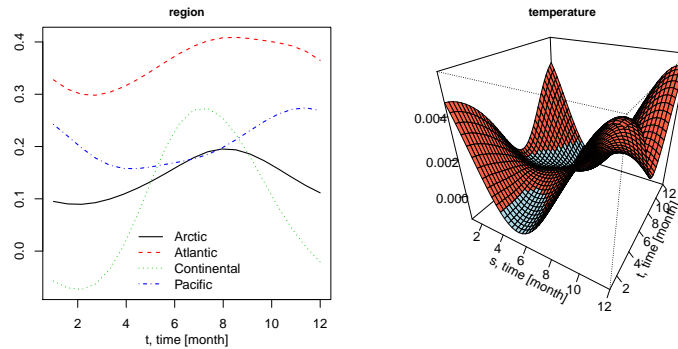 region
0.4
0.3
0.2
0.1
0.0
Arctic
Atlantic
Continental
Pacific
2 4 6 8 10 12
t, time [month]
temperature
0.004
0.002
0.000
2 4 6 8 10 12
s, time [month]
2 4 6 8 10 12
t, time [month]